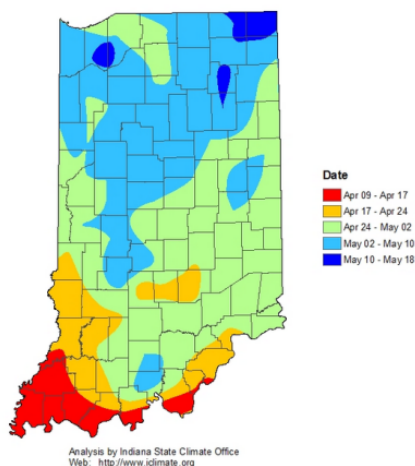 Date
Apr 09 - Apr 17
Apr 17 - Apr 24
Apr 24 - May 02
May 02 - May 10
May 10 - May 18
Analysis by Indiana State Climate Office
Web: http://www.iclimate.org